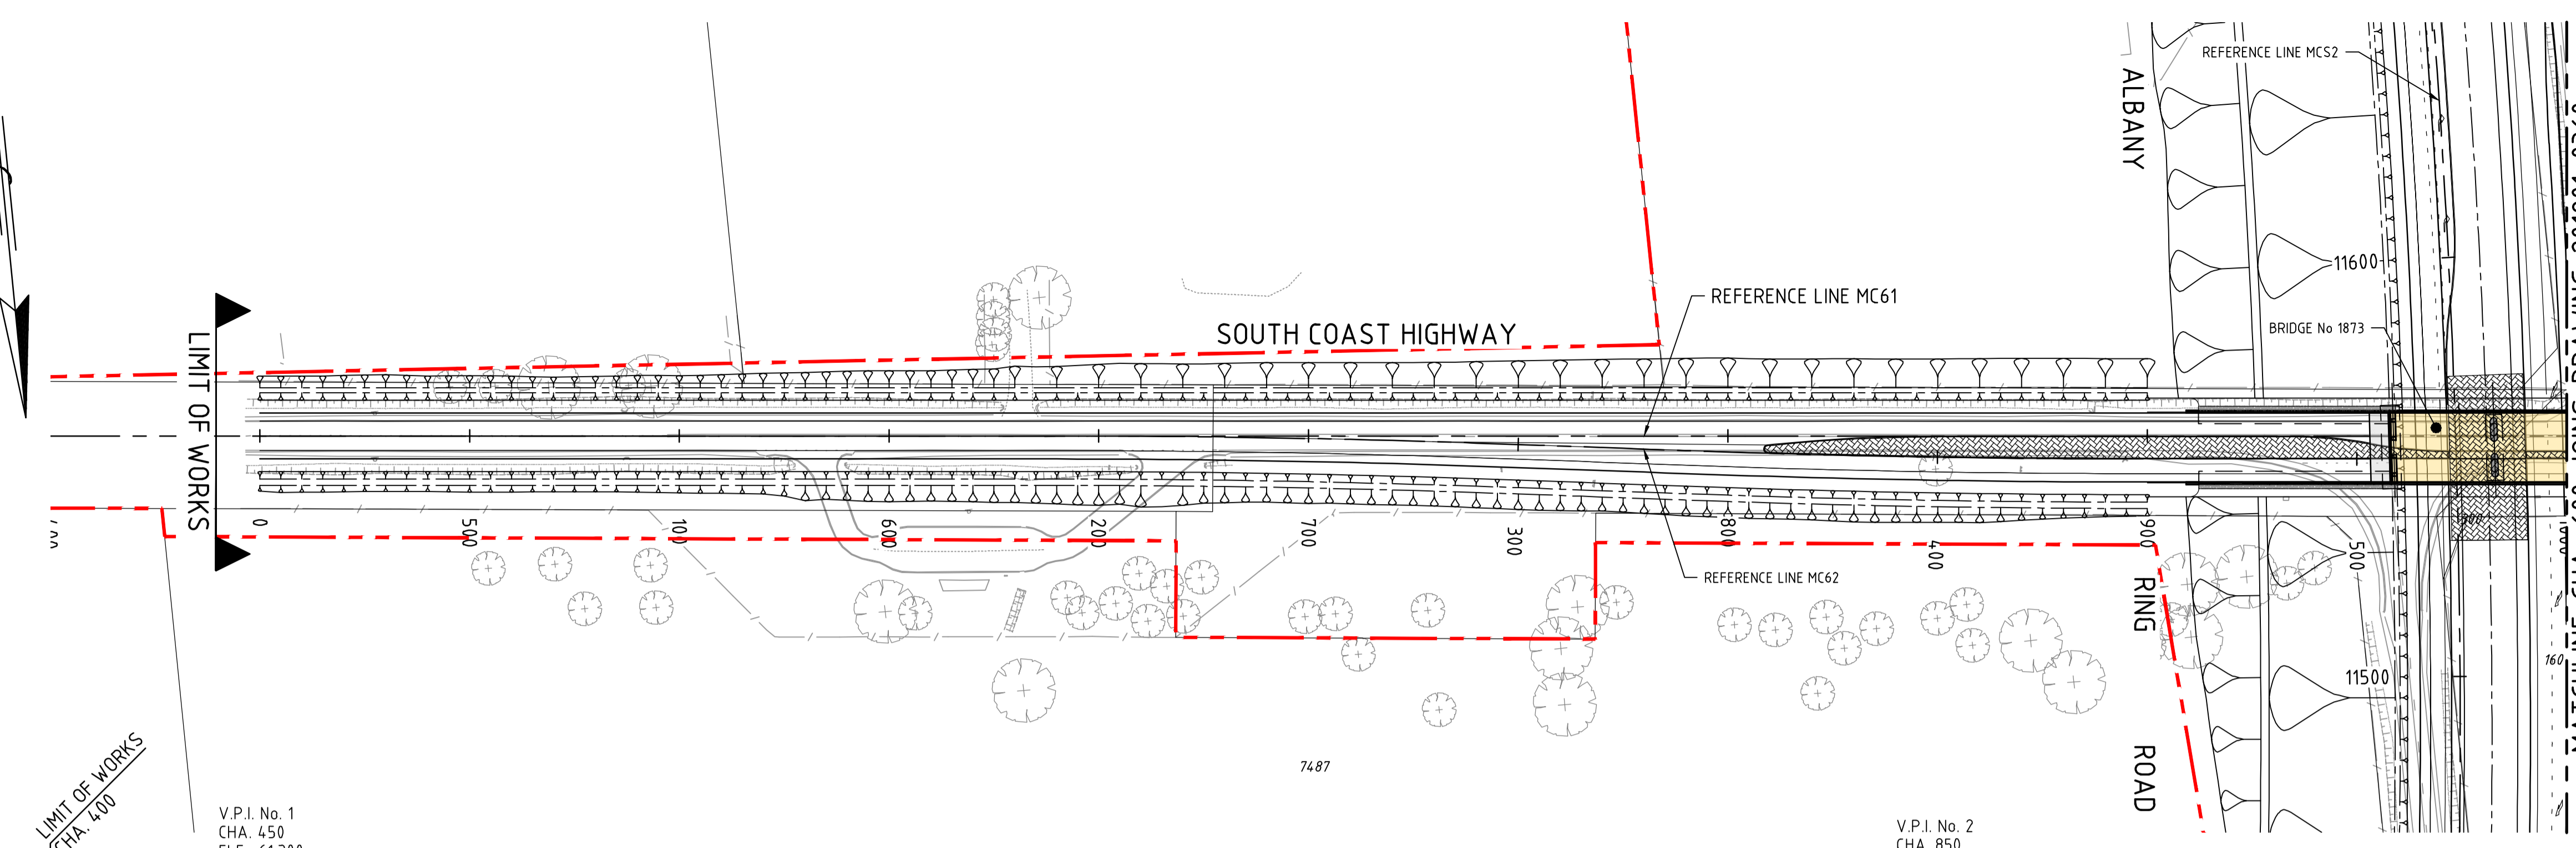 REFERENCE LINE MCS2
ALBANY
11600
REFERENCE LINE MC61
BRIDGE No 1873
SOUTH COAST HIGHWAY
LIMIT OF WORKS
0
500
100
600
200
700
300
800
400
900
500
REFERENCE LINE MC62
RING
11500
160
ROAD
7487
LIMIT OF WORKS
CHA. 400
V.P.I. No. 1
CHA. 450
V.P.I. No. 2
CHA. 850